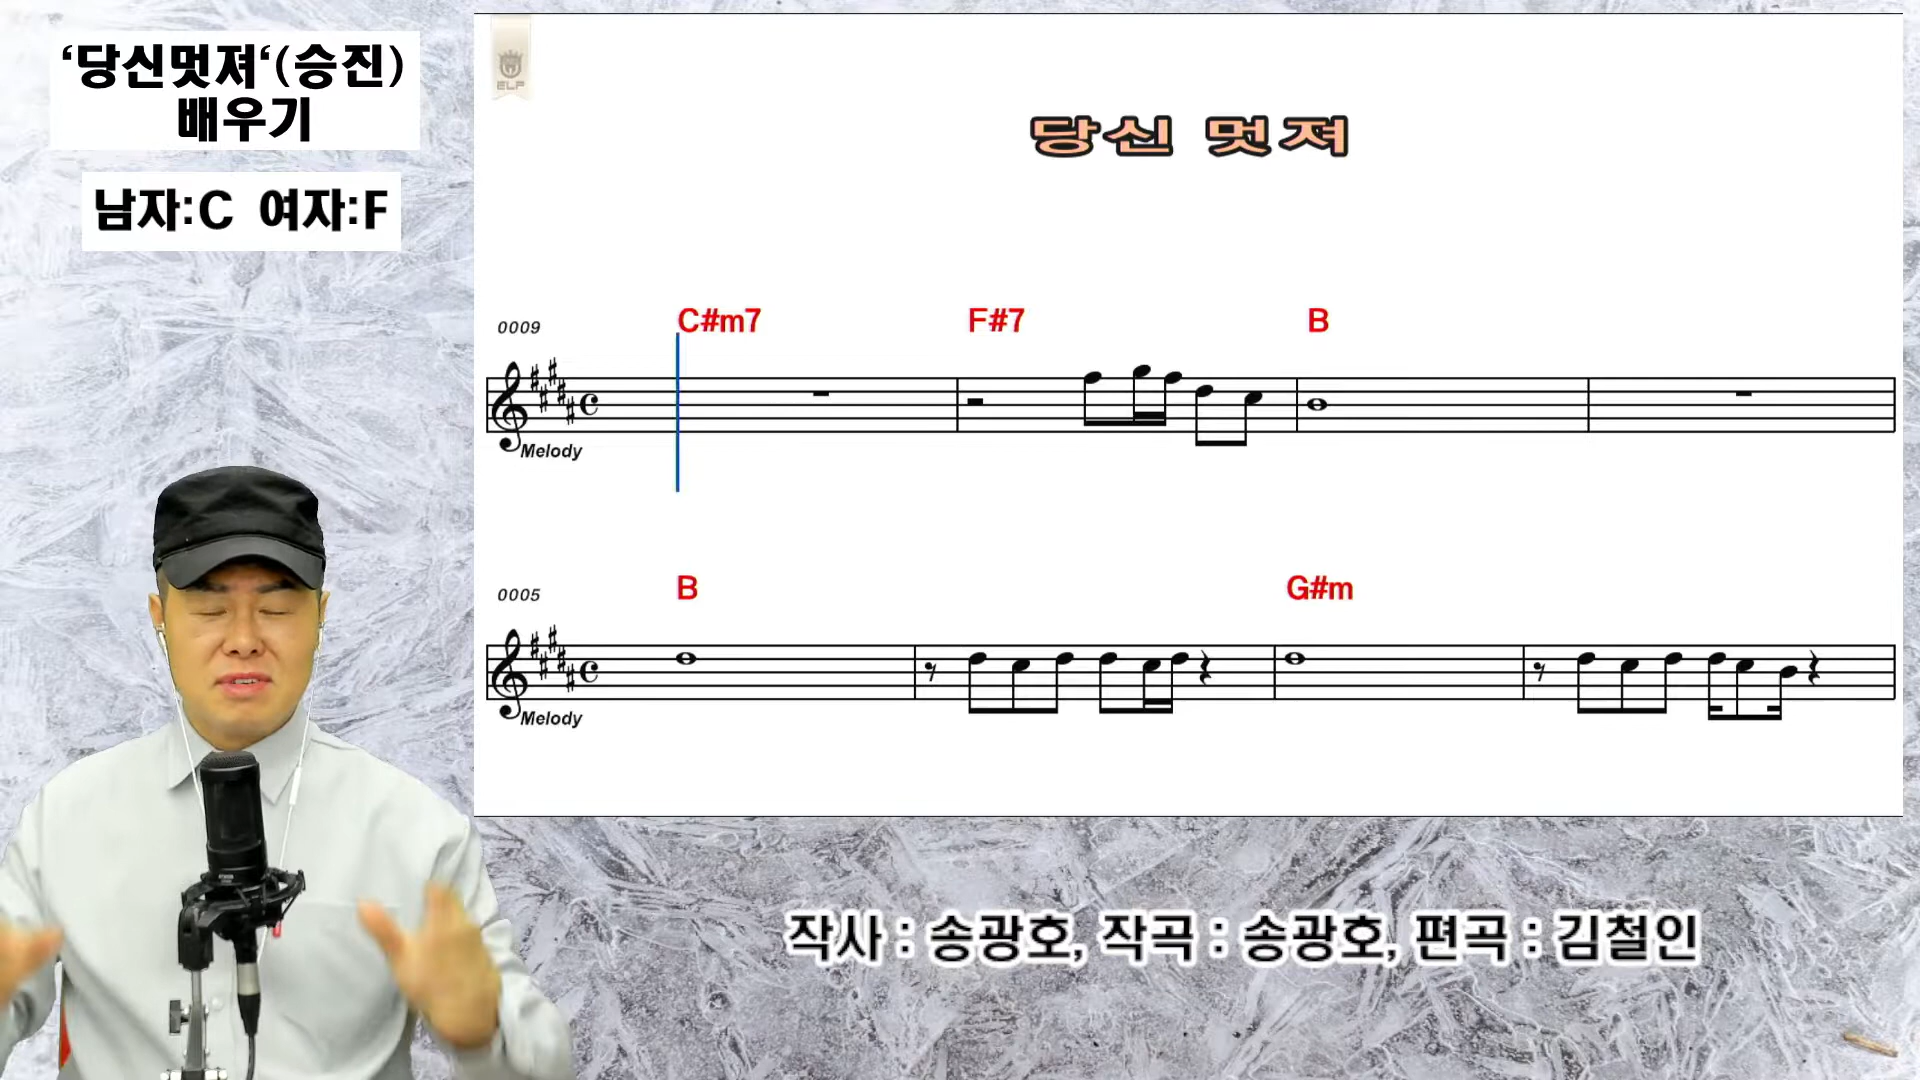 ‘당신멋져‘(승진)
배우기
남자:C 여자:F
ELF
당신 멋져
0009
C#m7 F#7 B
Melody
0005
B G#m
Melody
작사 : 송광호, 작곡 : 송광호, 편곡 : 김철인